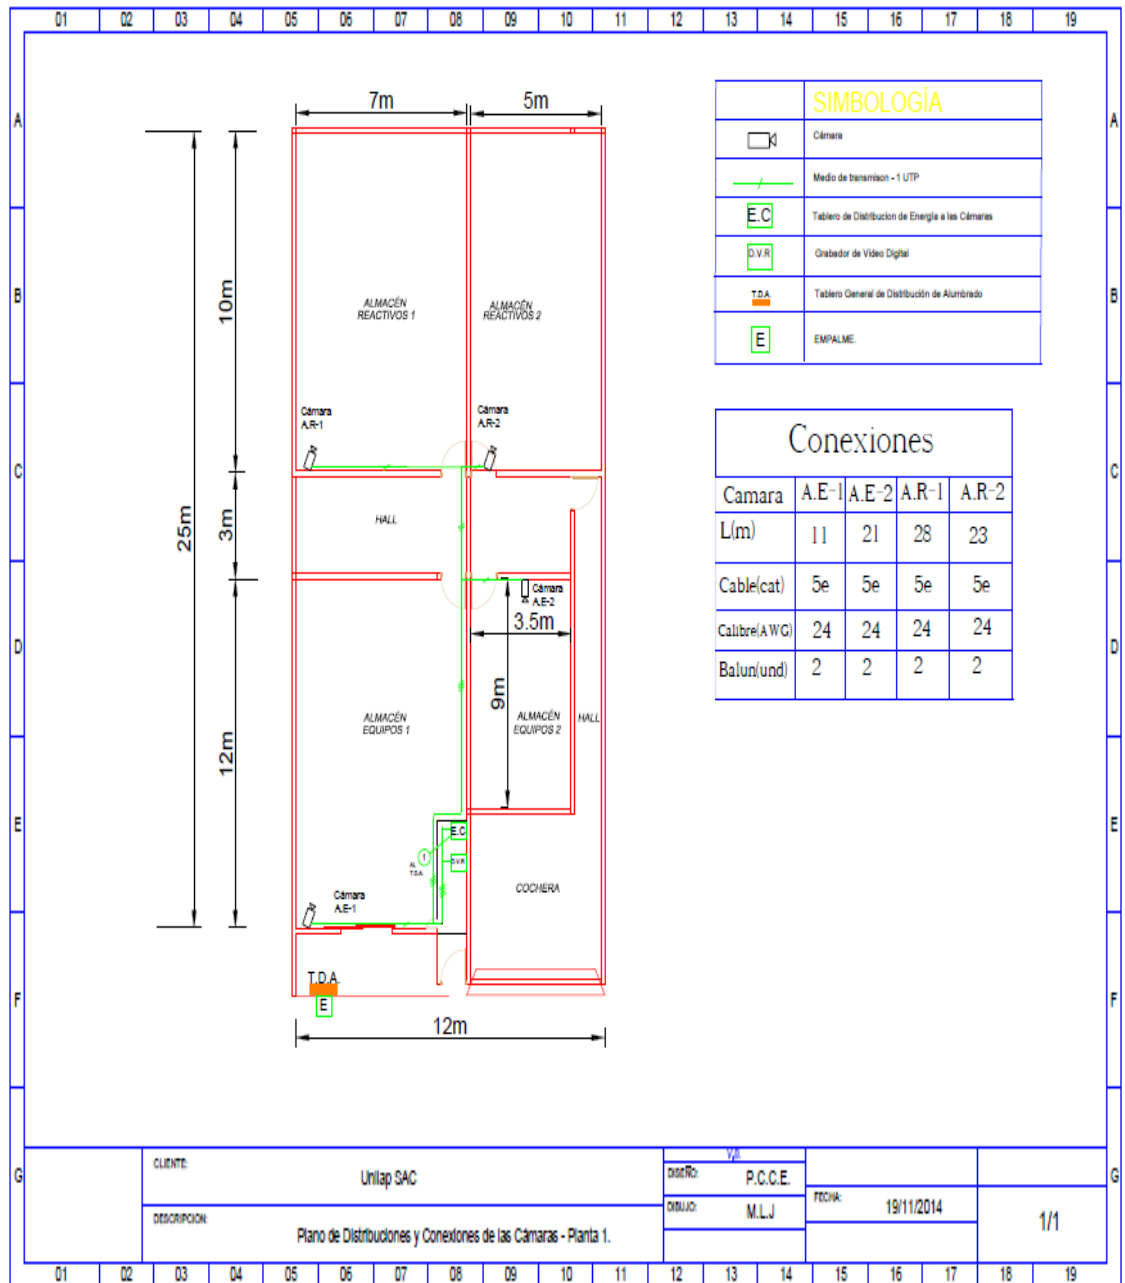 01 02 03 04 05 06 07 08 09 10 11 12 13 14 15 16 17 18 19
A
B
C
D
E
F
G
A
B
C
D
E
F
G
7m
5m
10m
3m
25m
12m
ALMACÉN
REACTIVOS 1
ALMACÉN
REACTIVOS 2
Cámara
A.R-1
Cámara
A.R-2
HALL
Cámara
A.E-2
3.5m
9m
ALMACÉN
EQUIPOS 1
ALMACÉN
EQUIPOS 2
HALL
E.C
1
AL
T.D.A.
D.V.R
COCHERA
Cámara
A.E-1
T.D.A.
E
12m
SIMBOLOGÍA
Cámara
Medio de transmison - 1 UTP
E.C Tablero de Distribucion de Energía a las Cámaras
D.V.R Grabador de Video Digital
T.D.A. Tablero General de Distribución de Alumbrado
E EMPALME.
Conexiones
Camara A.E-1 A.E-2 A.R-1 A.R-2
L(m) 11 21 28 23
Cable(cat) 5e 5e 5e 5e
Calibre(AWG) 24 24 24 24
Balun(und) 2 2 2 2
CLIENTE: Unilap SAC
DESCRIPCION: Plano de Distribuciones y Conexiones de las Cámaras - Planta 1.
DISEÑO: P.C.C.E.
DIBUJO: M.L.J
FECHA: 19/11/2014
1/1
01 02 03 04 05 06 07 08 09 10 11 12 13 14 15 16 17 18 19